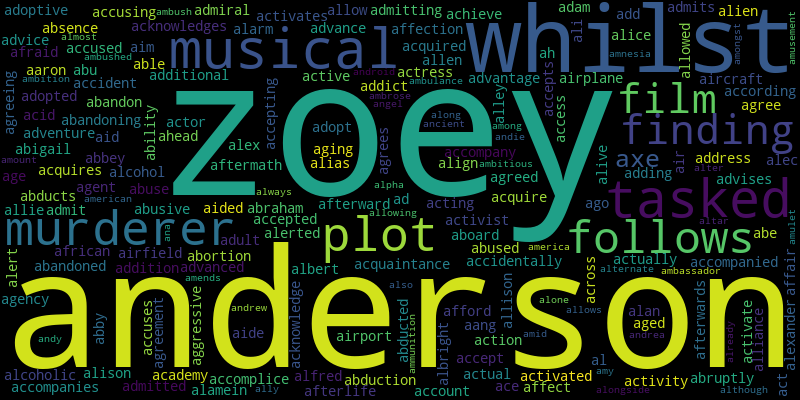 adoptive accusing ambush admiral activates allow admitting achieve adam add admits alien
absence almost acknowledges alarm advance affection ali alice amongst amusement
advice accused aim musical acquired ah whilst allowed
afraid ambushed able allen amnesia
aaron abu additional active android actress advantage airplane aircraft according
ambition accident addict ambulance alley accepts film agree
agreeing adopted abandon zoey ambrose angel access
acid abandoning ability actor accepting adopt along among finding
adventure aid ahead alex agrees ancient andie
abigail aging accompany alive axe air address alec
amount abbey aftermath alias align ambitious adding alter
age acquires alcohol alpha agreed advises
abducts agent abuse always afterward ad acquire ago tasked
allie admit american abusive aided abraham allowing acting altar amulet
murderer ana accepted plot activist follows abe
african adult alerted aboard abused america actually
alert abandoned airfield abortion acquaintance accidentally accompanied affair
addition advanced albert across alternate ambassador
agency amends anderson acknowledge also allison alone afterwards alliance alexander
abby accuses agreement aggressive andrew abducted ammunition afford allows alan already activate
andy aide airport albright aang action amid aged andrea
alcoholic alison academy accomplice alfred abduction accept actual activated al amy abruptly
accompanies admitted alamein ally afterlife account ace affect activity alongside although act